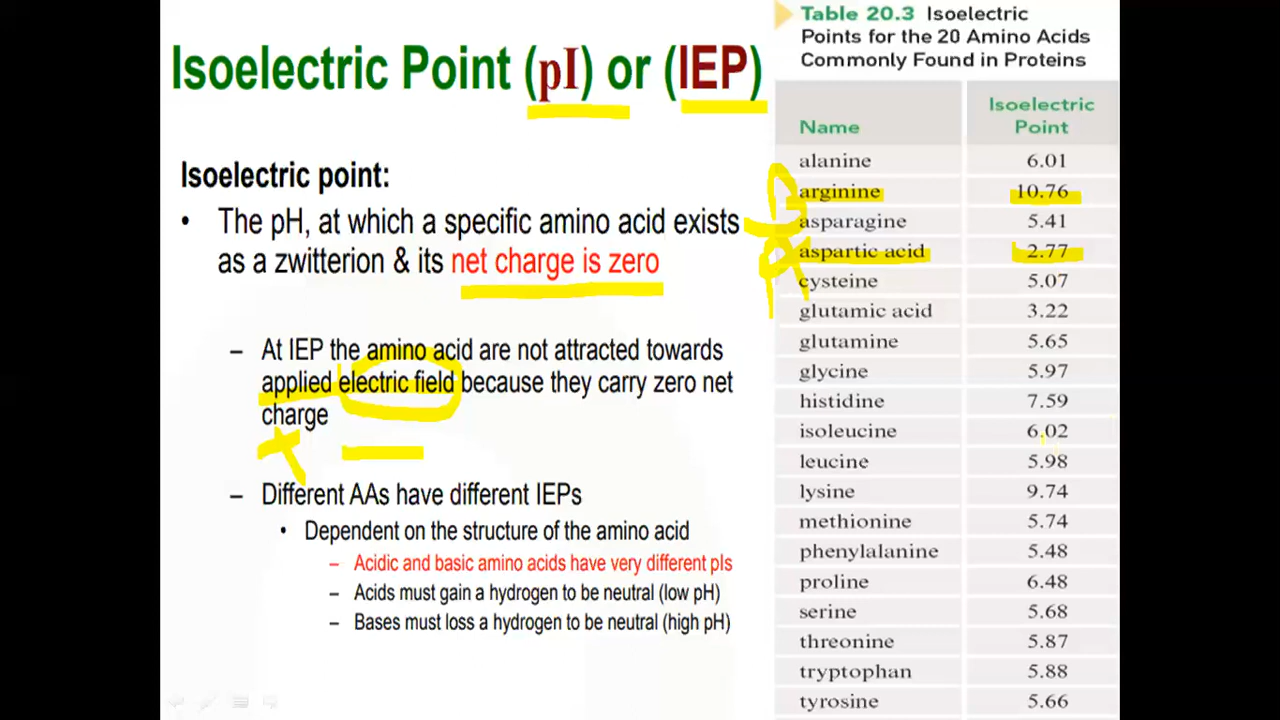 Isoelectric Point (pI) or (IEP)
Isoelectric point:
• The pH, at which a specific amino acid exists
as a zwitterion & its net charge is zero
– At IEP the amino acid are not attracted towards
applied electric field because they carry zero net
charge
– Different AAs have different IEPs
• Dependent on the structure of the amino acid
– Acidic and basic amino acids have very different pIs
– Acids must gain a hydrogen to be neutral (low pH)
– Bases must loss a hydrogen to be neutral (high pH)
Table 20.3 Isoelectric
Points for the 20 Amino Acids
Commonly Found in Proteins
Isoelectric
Name Point
alanine 6.01
arginine 10.76
asparagine 5.41
aspartic acid 2.77
cysteine 5.07
glutamic acid 3.22
glutamine 5.65
glycine 5.97
histidine 7.59
isoleucine 6.02
leucine 5.98
lysine 9.74
methionine 5.74
phenylalanine 5.48
proline 6.48
serine 5.68
threonine 5.87
tryptophan 5.88
tyrosine 5.66